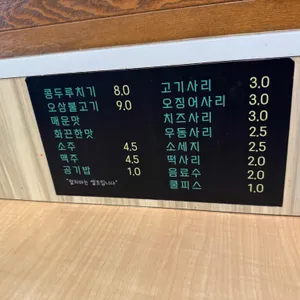 콩두루치기 8.0
오삼불고기 9.0
매운맛
화끈한맛
소주 4.5
맥주 4.5
공기밥 1.0
고기사리 3.0
오징어사리 3.0
치즈사리 3.0
우동사리 2.5
소세지 2.5
떡사리 2.0
음료수 2.0
쿨피스 1.0